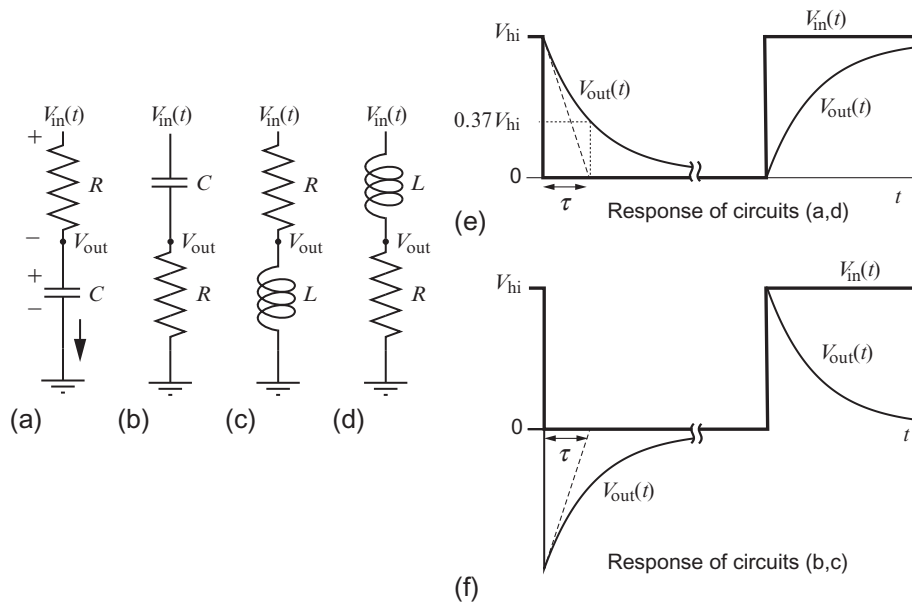 V_in(t)
+
R
−
V_out
+
C
−
(a)
V_in(t)
C
V_out
R
(b)
V_in(t)
R
V_out
L
(c)
V_in(t)
L
V_out
R
(d)
V_hi
V_in(t)
V_out(t)
0.37V_hi
V_out(t)
0
τ
t
(e)
Response of circuits (a,d)
V_hi
V_in(t)
V_out(t)
0
t
τ
V_out(t)
Response of circuits (b,c)
(f)